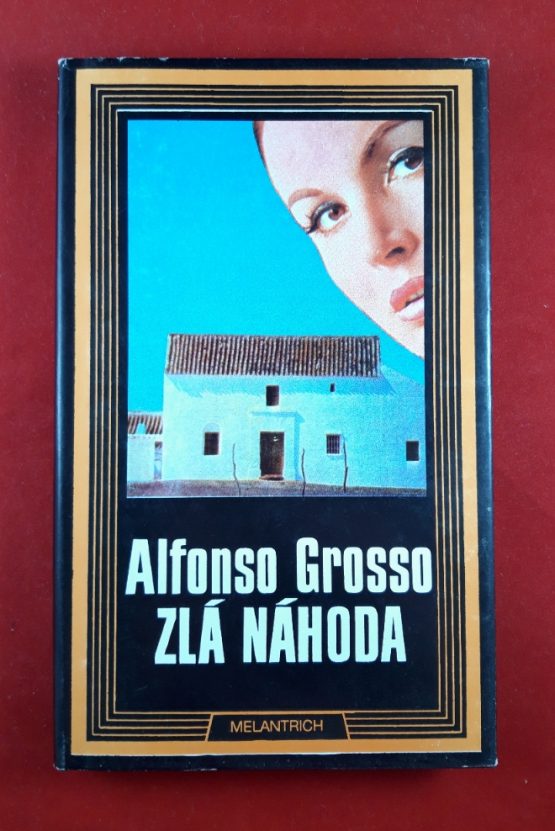 Alfonso Grosso
ZLÁ NÁHODA
MELANTRICH